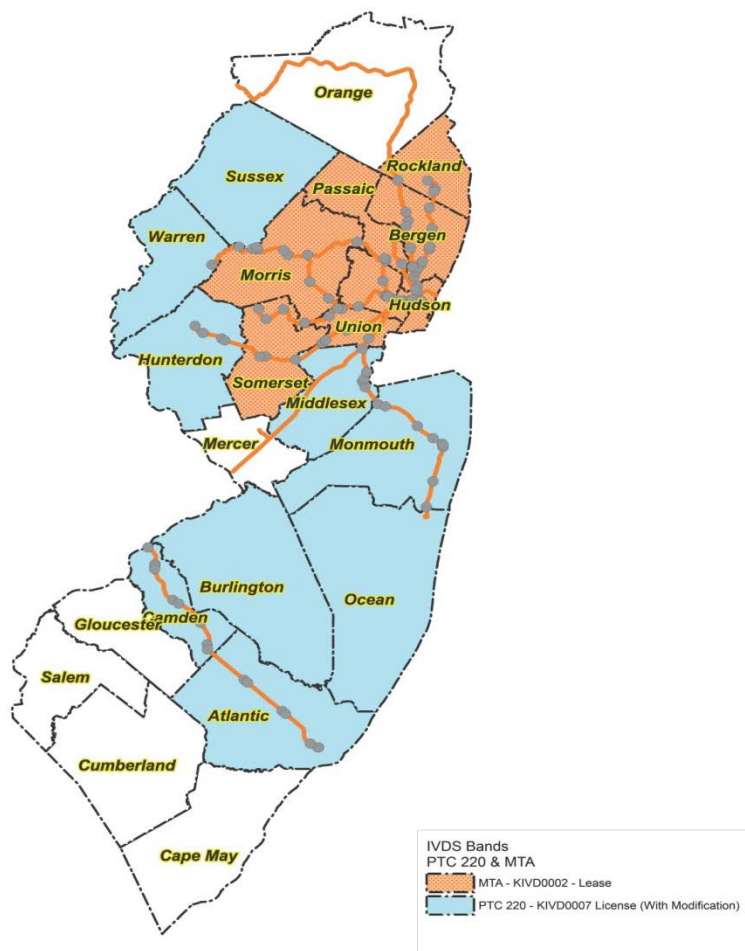 Orange
Rockland
Sussex
Passaic
Bergen
Warren
Morris
Hudson
Union
Hunterdon
Somerset
Middlesex
Mercer
Monmouth
Burlington
Ocean
Camden
Gloucester
Salem
Atlantic
Cumberland
Cape May
IVDS Bands
PTC 220 & MTA
MTA - KIVD0002 - Lease
PTC 220 - KIVD0007 License (With Modification)